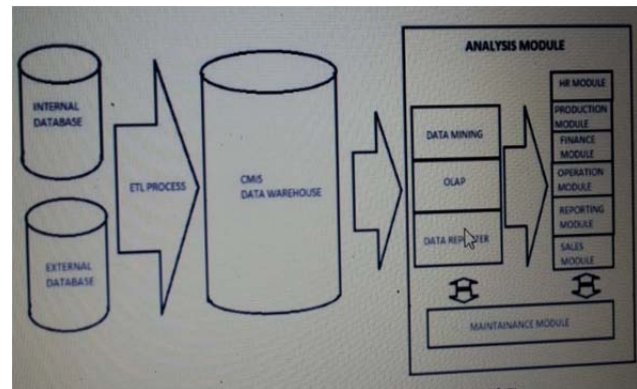 INTERNAL
DATABASE
EXTERNAL
DATABASE
ETL PROCESS
CMIS
DATA WAREHOUSE
ANALYSIS MODULE
DATA MINING
OLAP
DATA
HR MODULE
PRODUCTION
MODULE
FINANCE
MODULE
OPERATION
MODULE
REPORTING
MODULE
SALES
MODULE
MAINTAINANCE MODULE